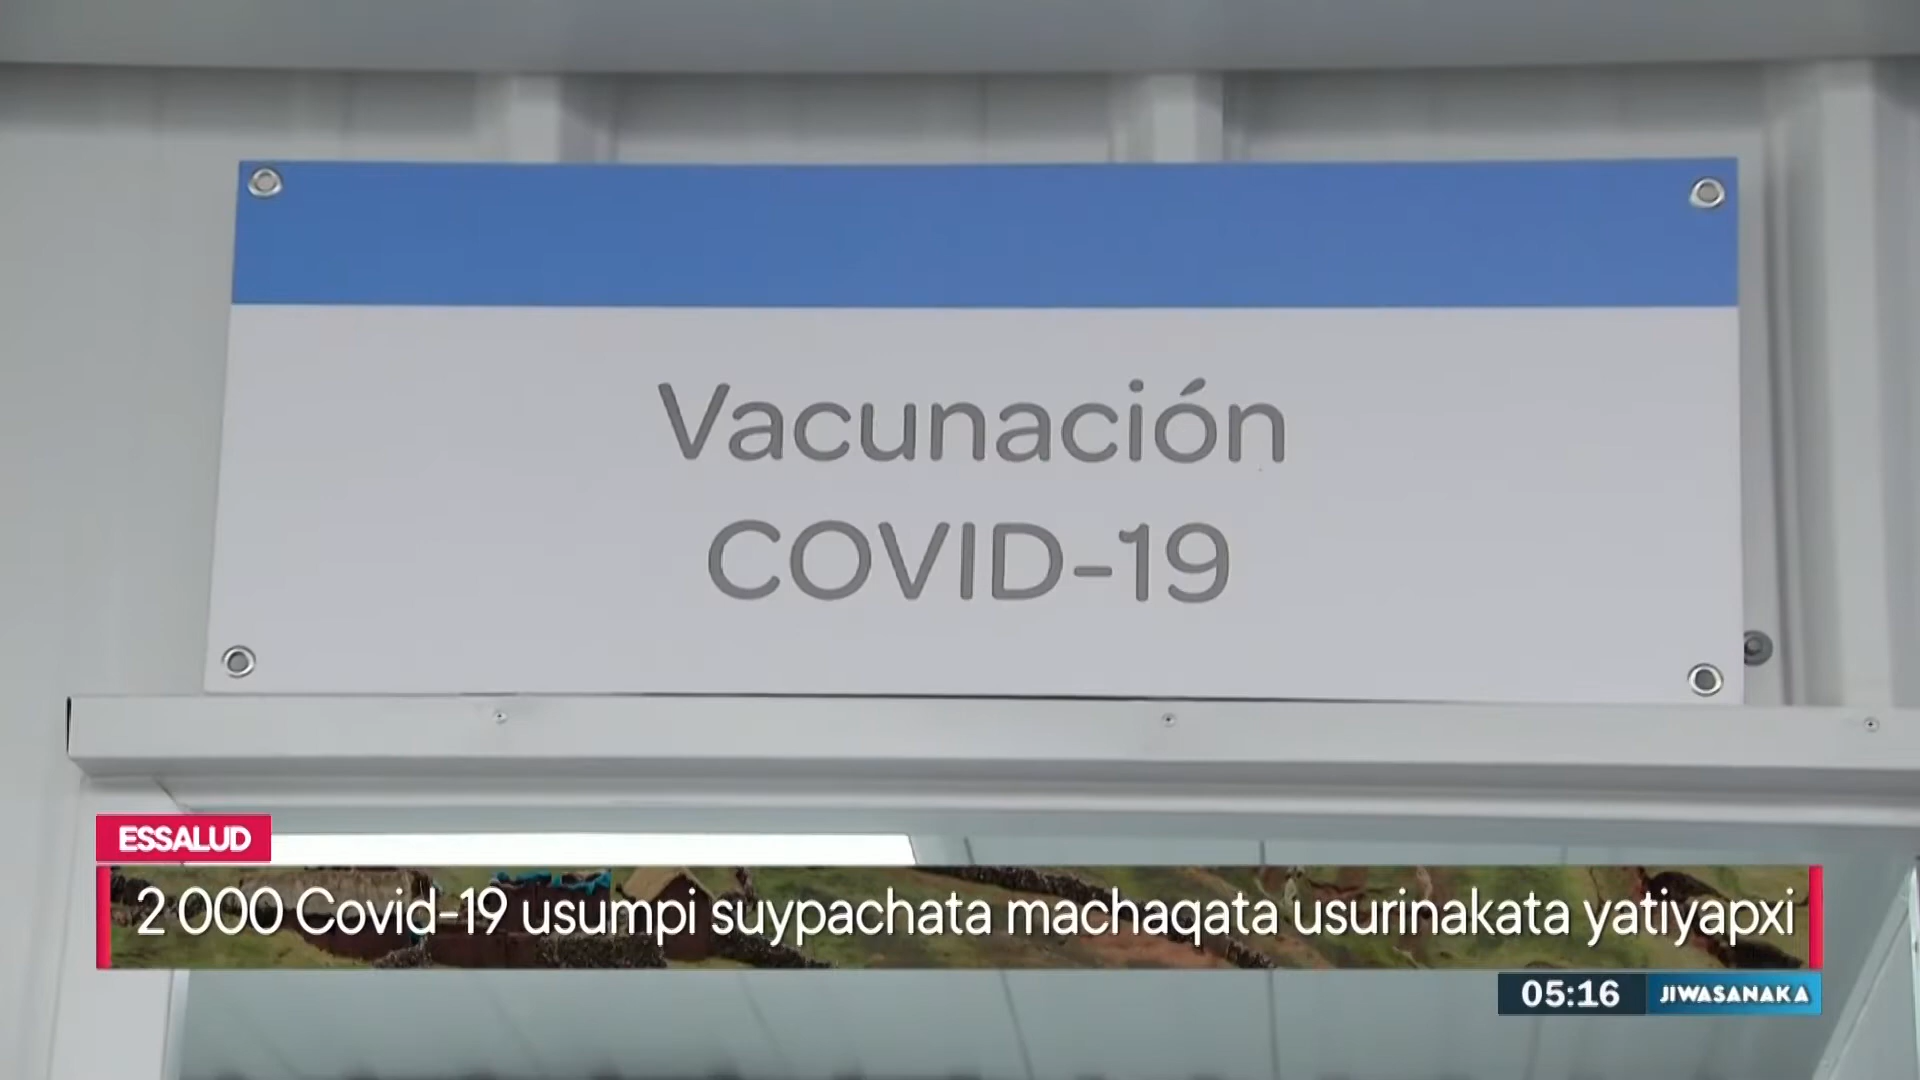 Vacunación
COVID-19
ESSALUD
2 000 Covid-19 usumpi suypachata machaqata usurinakata yatiyapxi
05:16 JIWASANAKA